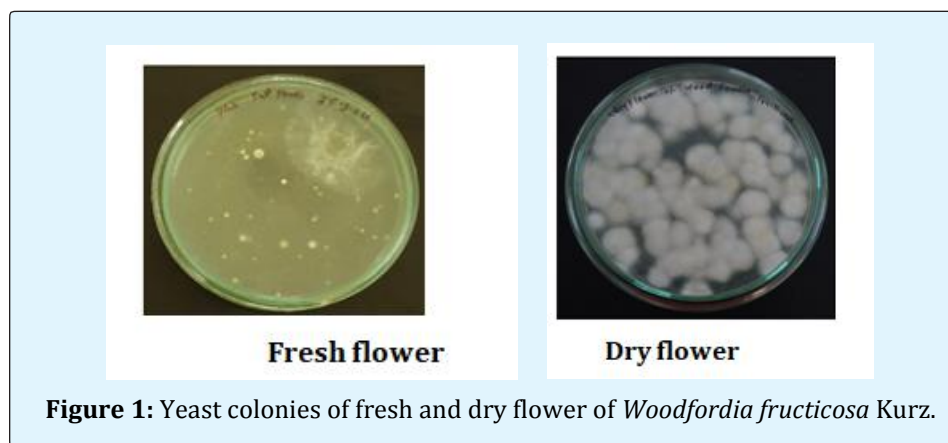 Fresh flower
Dry flower
Figure 1: Yeast colonies of fresh and dry flower of Woodfordia fructicosa Kurz.